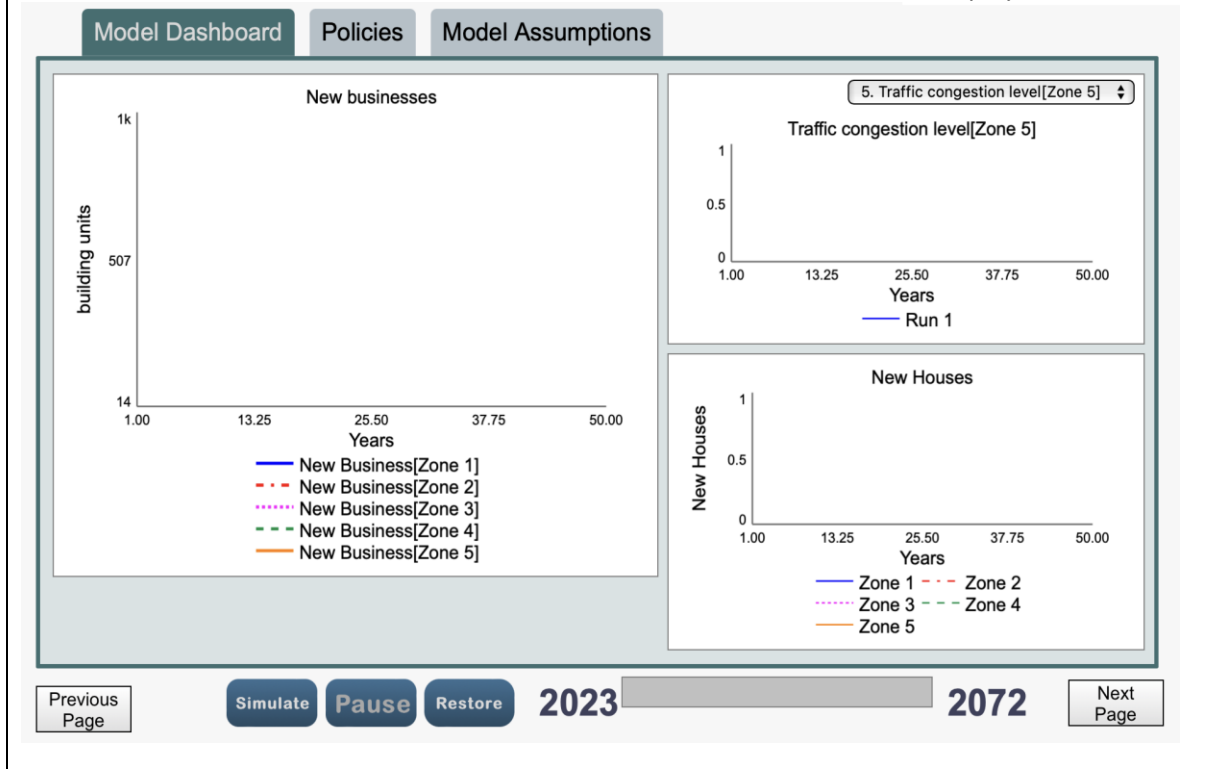 Model Dashboard
Policies
Model Assumptions
New businesses
1k
building units
507
14
1.00 13.25 25.50 37.75 50.00
Years
New Business[Zone 1]
New Business[Zone 2]
New Business[Zone 3]
New Business[Zone 4]
New Business[Zone 5]
5. Traffic congestion level[Zone 5]
Traffic congestion level[Zone 5]
1
0.5
0
1.00 13.25 25.50 37.75 50.00
Years
Run 1
New Houses
New Houses
1
0.5
0
1.00 13.25 25.50 37.75 50.00
Years
Zone 1 Zone 2
Zone 3 Zone 4
Zone 5
Previous
Page
Simulate
Pause
Restore
2023
2072
Next
Page